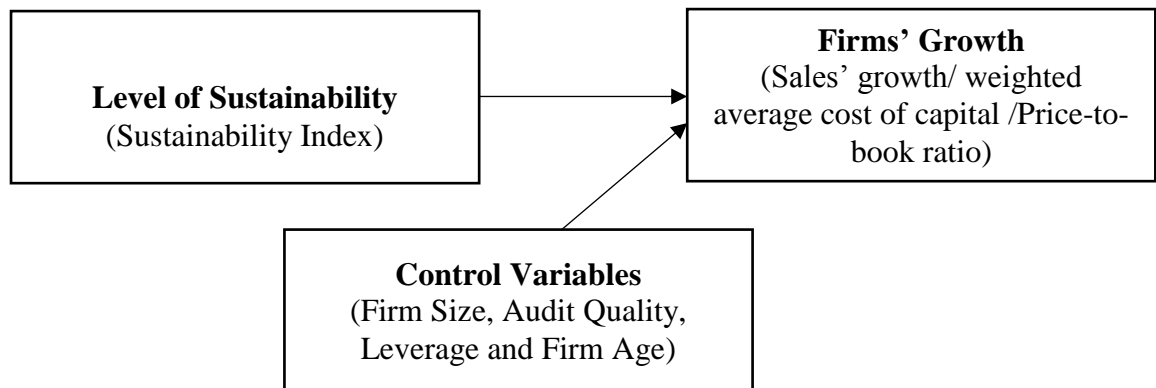 Level of Sustainability
(Sustainability Index)
Firms’ Growth
(Sales’ growth/ weighted
average cost of capital /Price-to-
book ratio)
Control Variables
(Firm Size, Audit Quality,
Leverage and Firm Age)